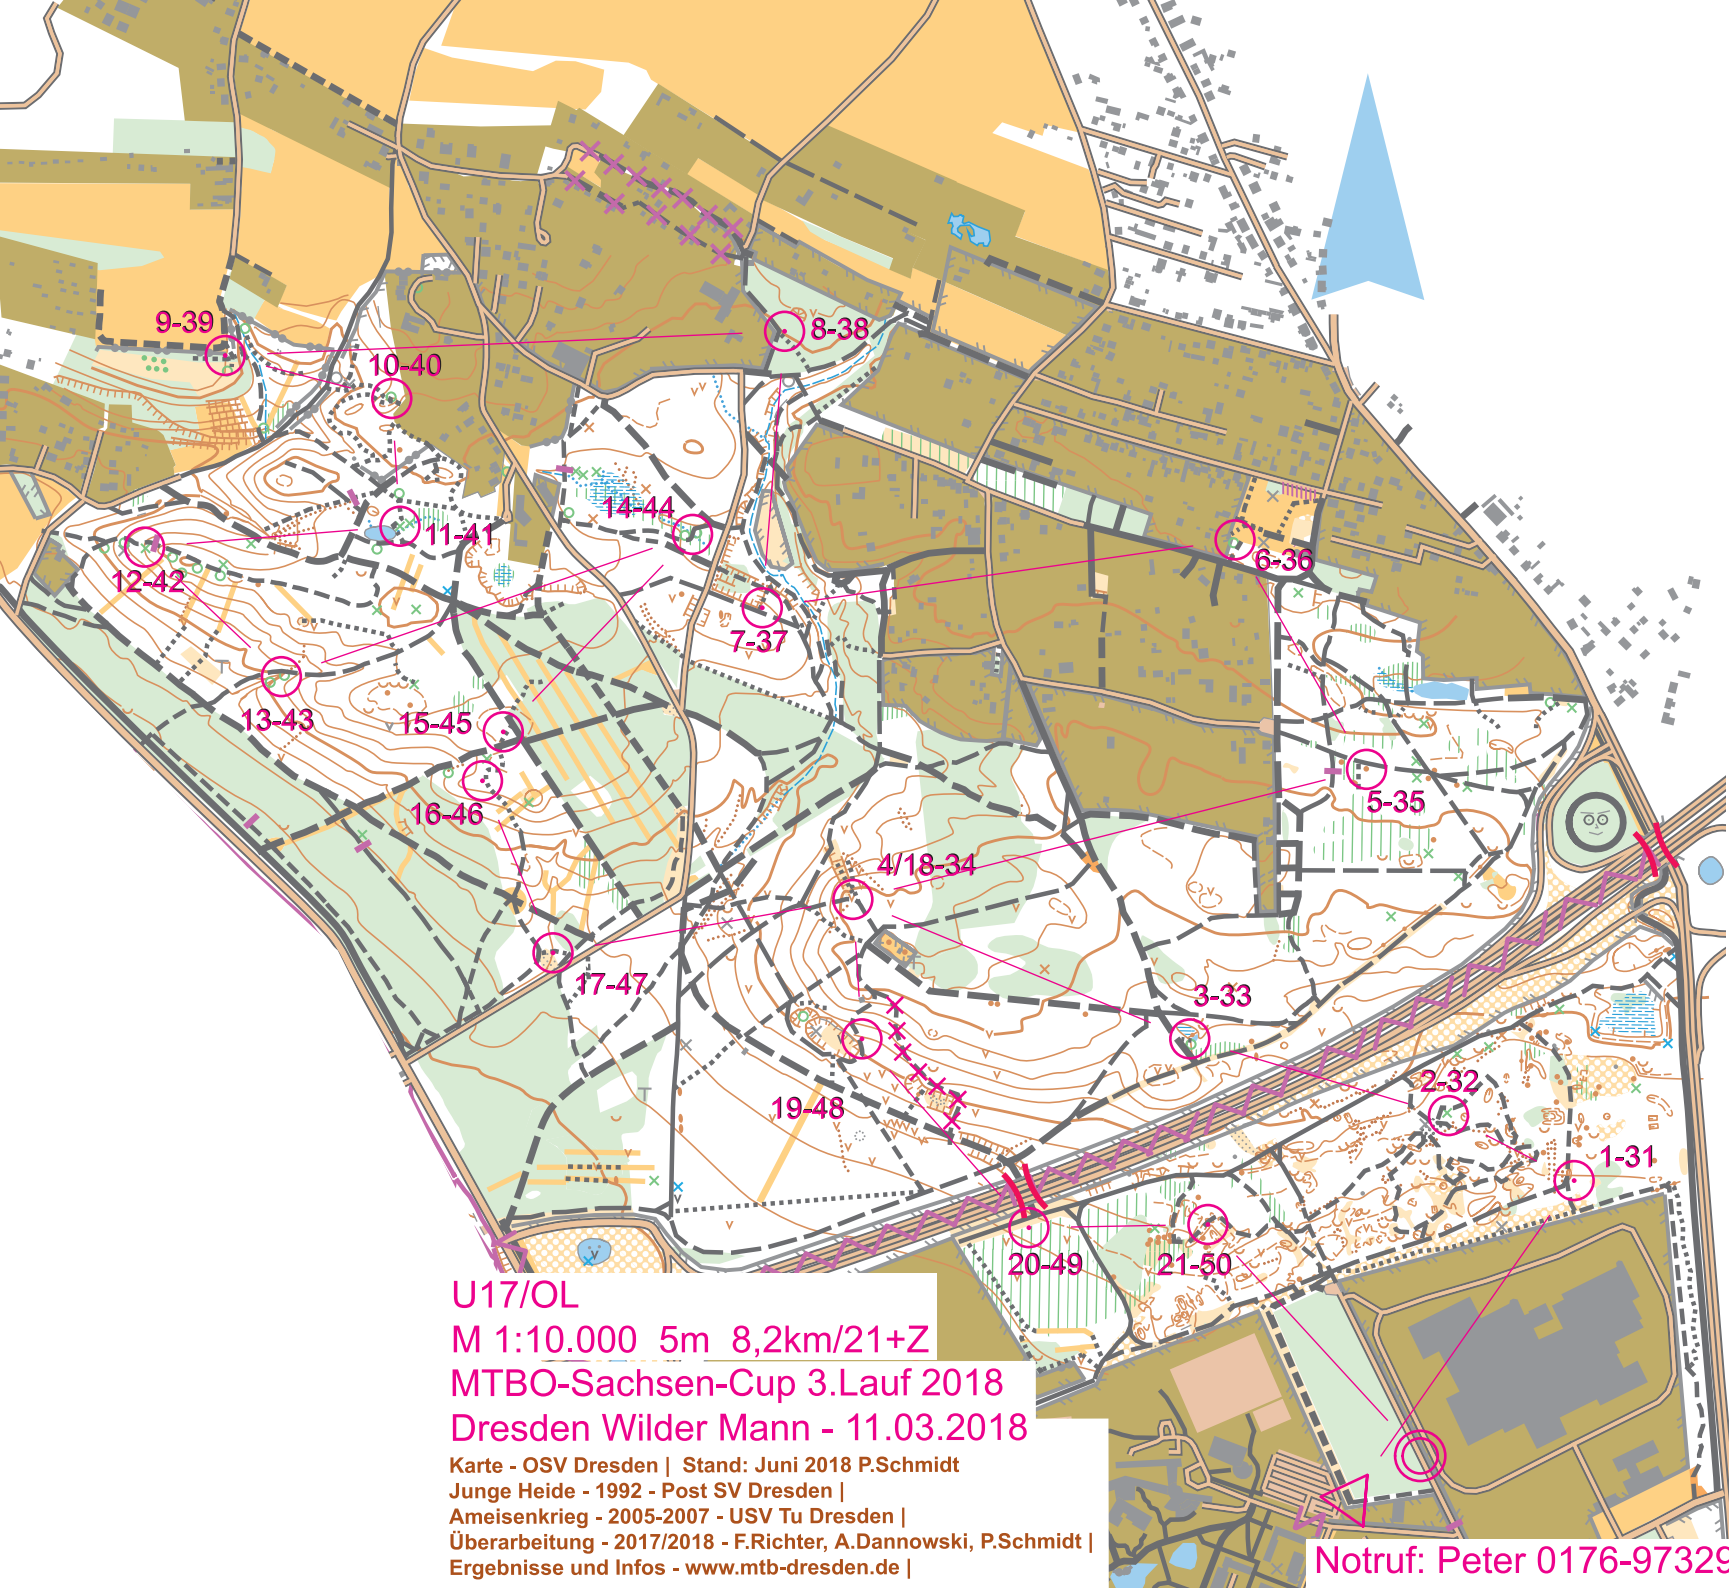 9-39
8-38
10-40
14-44
11-41
6-36
12-42
7-37
13-43
15-45
5-35
16-46
4/18-34
17-47
3-33
2-32
19-48
1-31
20-49
21-50
U17/OL
M 1:10.000 5m 8,2km/21+Z
MTBO-Sachsen-Cup 3.Lauf 2018
Dresden Wilder Mann - 11.03.2018
Karte - OSV Dresden | Stand: Juni 2018 P.Schmidt
Junge Heide - 1992 - Post SV Dresden |
Ameisenkrieg - 2005-2007 - USV Tu Dresden |
Überarbeitung - 2017/2018 - F.Richter, A.Dannowski, P.Schmidt |
Ergebnisse und Infos - www.mtb-dresden.de |
Notruf: Peter 0176-97329